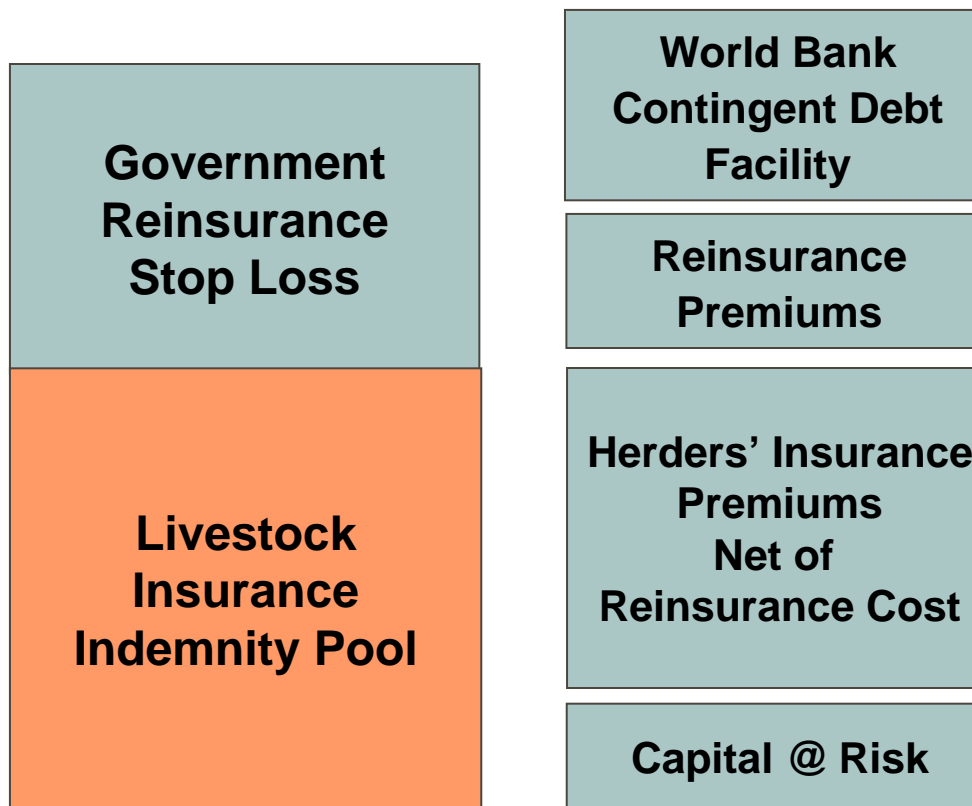 Government
Reinsurance
Stop Loss
Livestock
Insurance
Indemnity Pool
World Bank
Contingent Debt
Facility
Reinsurance
Premiums
Herders’ Insurance
Premiums
Net of
Reinsurance Cost
Capital @ Risk